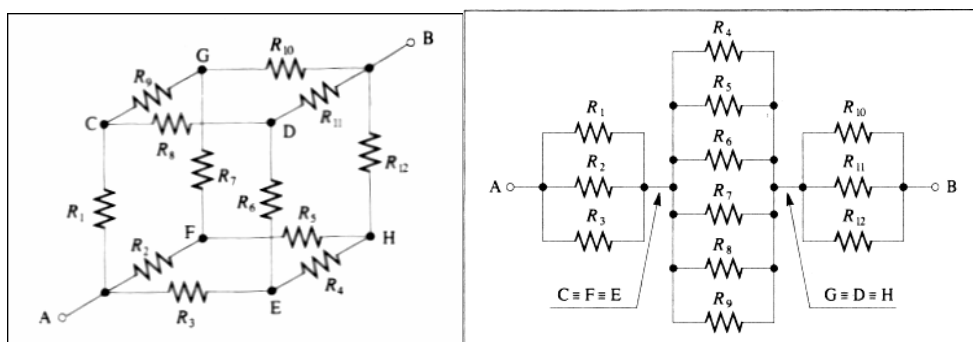 B
R10
G
R9
R11
C
D
R8
R12
R7
R1
R6
R5
F
H
R2
R4
A
R3
E
R4
R5
R1
R10
R6
R2
R11
A
B
R7
R3
R12
R8
C ≡ F ≡ E
G ≡ D ≡ H
R9